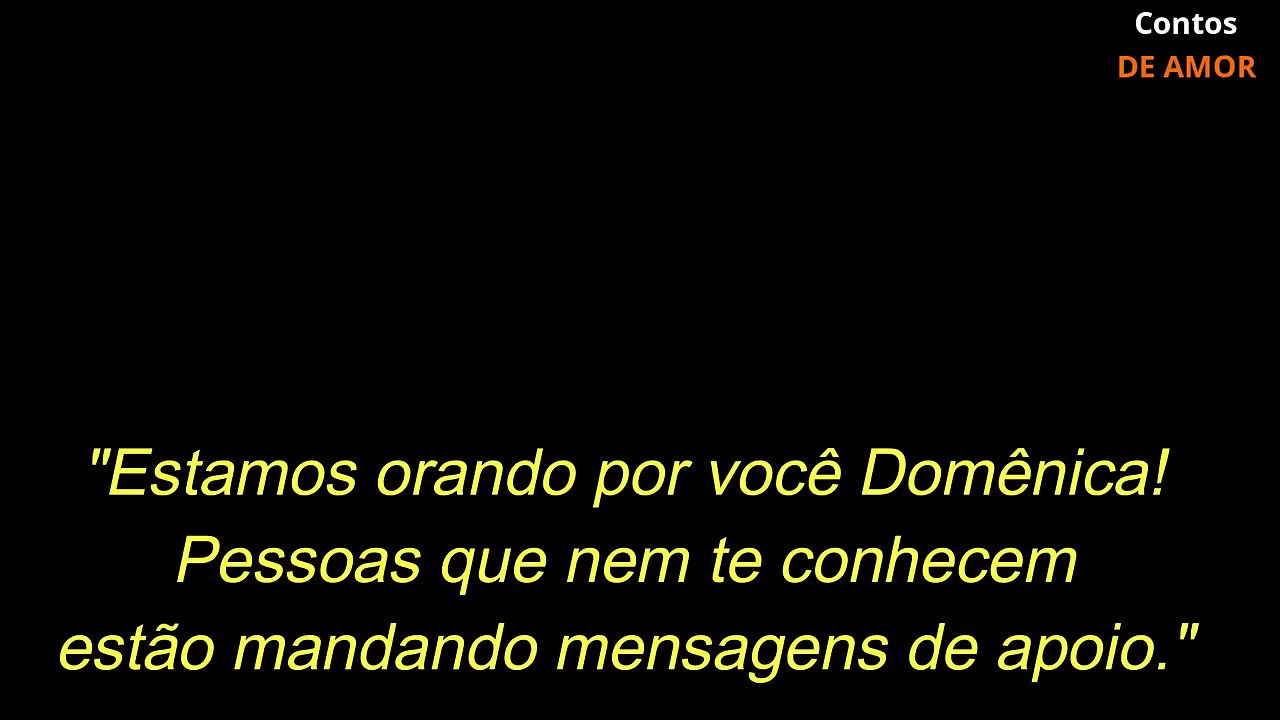 Contos
DE AMOR
"Estamos orando por você Domênica!
Pessoas que nem te conhecem
estão mandando mensagens de apoio."